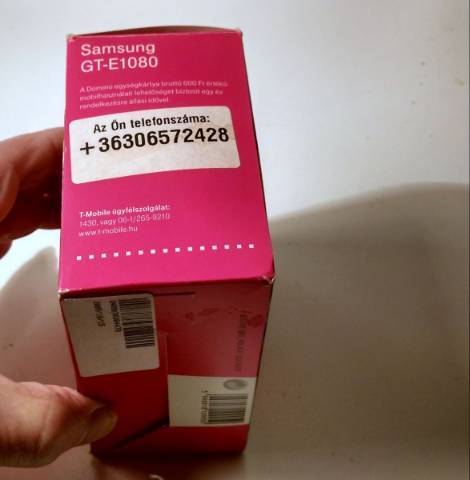 Samsung
GT-E1080
A Domino egységkártya bruttó 600 Ft értékű
mobilhasználati lehetőséget biztosít egy év
rendelkezésre állási idővel.
Az Ön telefonszáma:
+36306572428
T-Mobile ügyfélszolgálat:
1430, vagy 06-1/265-9210
www.t-mobile.hu